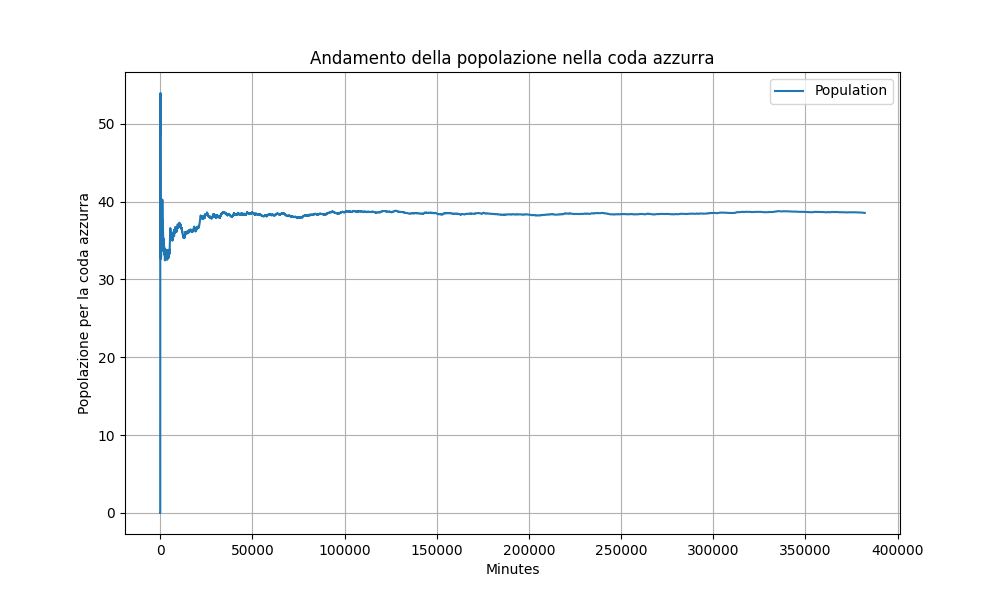 Andamento della popolazione nella coda azzurra
Population
Popolazione per la coda azzurra
50
40
30
20
10
0
0 50000 100000 150000 200000 250000 300000 350000 400000
Minutes